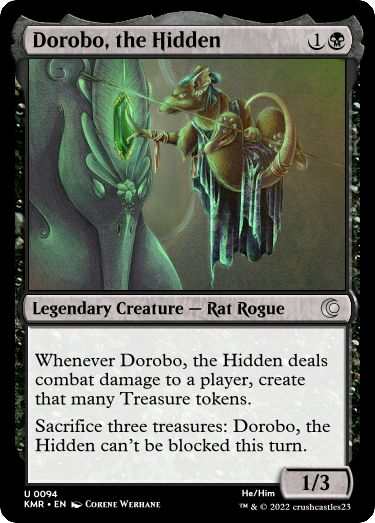 Dorobo, the Hidden 1
Legendary Creature — Rat Rogue
Whenever Dorobo, the Hidden deals
combat damage to a player, create
that many Treasure tokens.
Sacrifice three treasures: Dorobo, the
Hidden can't be blocked this turn.
1/3
U 0094 He/Him
KMR • EN Corene Werhane ™ & © 2022 crushcastles23